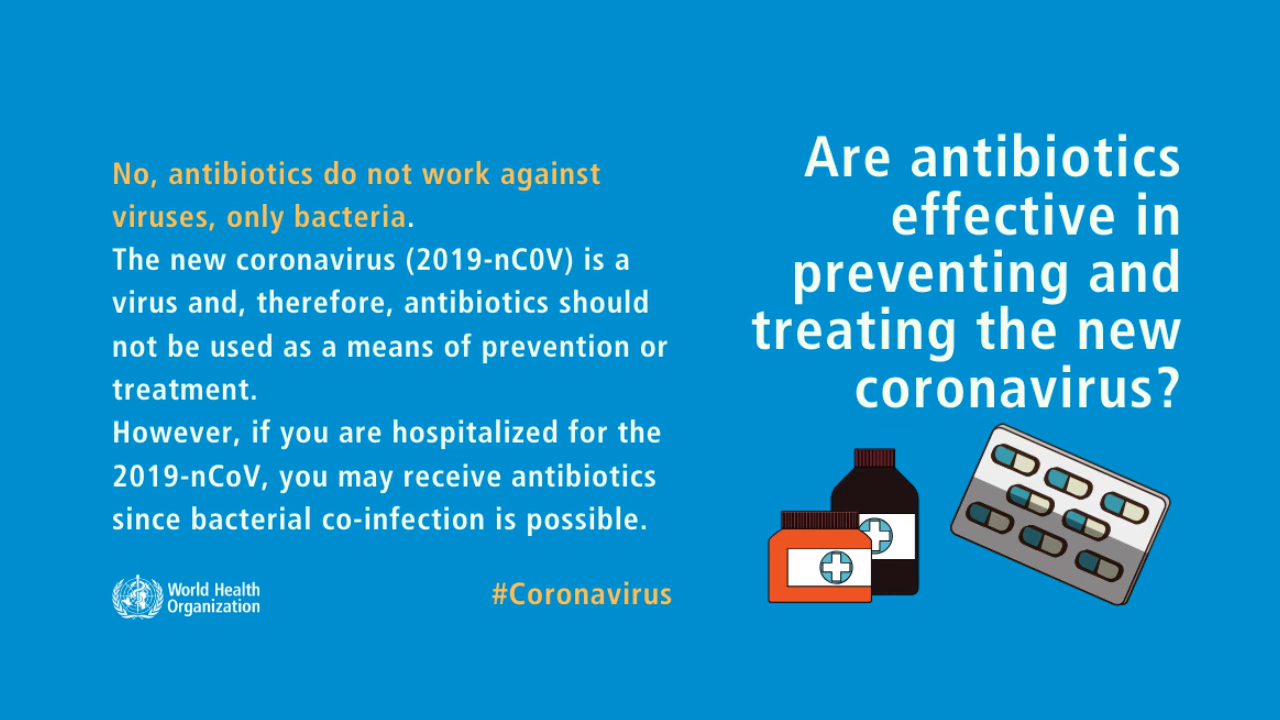 Are antibiotics
effective in
preventing and
treating the new
coronavirus?
No, antibiotics do not work against
viruses, only bacteria.
The new coronavirus (2019-nC0V) is a
virus and, therefore, antibiotics should
not be used as a means of prevention or
treatment.
However, if you are hospitalized for the
2019-nCoV, you may receive antibiotics
since bacterial co-infection is possible.
World Health
Organization
#Coronavirus